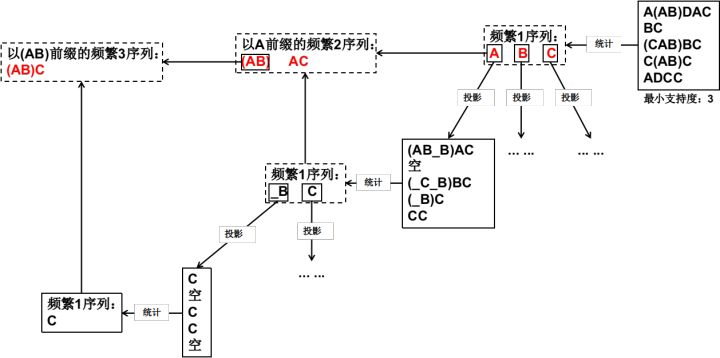 A(AB)DAC
BC
(CAB)BC
C(AB)C
ADCC
最小支持度：3
统计
频繁1序列：
A B C
以A前缀的频繁2序列：
(AB) AC
以(AB)前缀的频繁3序列：
(AB)C
投影
投影
投影
... ...
... ...
(AB_B)AC
空
(_C_B)BC
(_B)C
CC
统计
频繁1序列：
_B C
投影
投影
... ...
C
空
C
C
空
统计
频繁1序列：
C